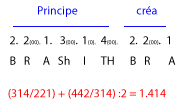 Principe créa
2. 2(00). 1. 3(00). 1(0). 4(00). 2. 2(00). 1
B R A Sh I TH B R A
(314/221) + (442/314) :2 = 1.414